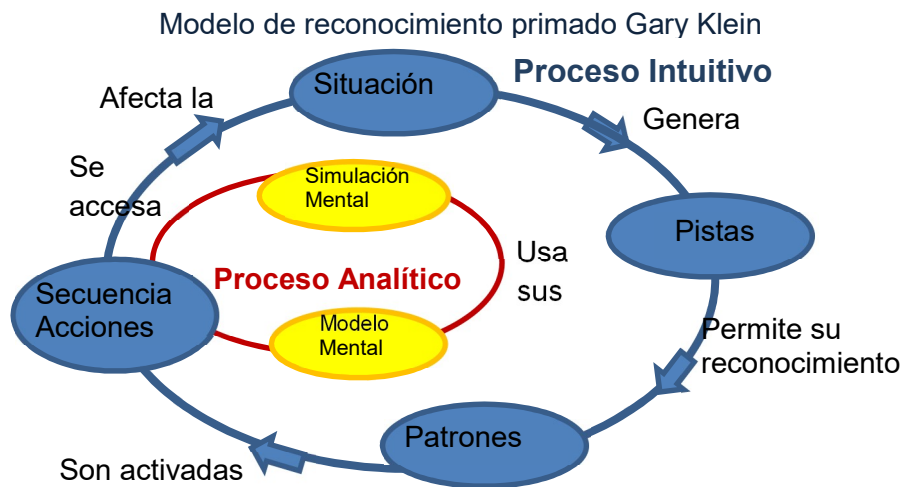 Modelo de reconocimiento primado Gary Klein
Situación
Proceso Intuitivo
Afecta la
Genera
Se
accesa
Simulación
Mental
Pistas
Usa
sus
Proceso Analítico
Secuencia
Acciones
Modelo
Mental
Permite su
reconocimiento
Patrones
Son activadas